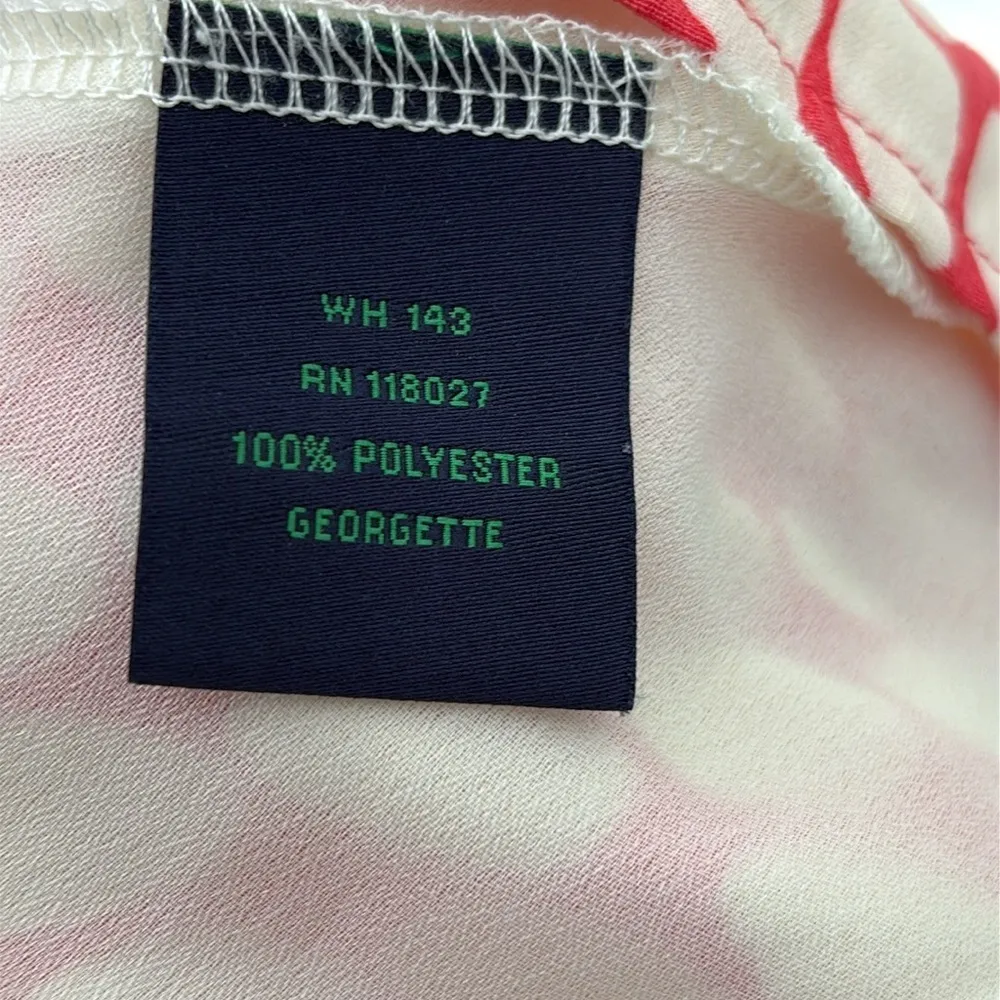 WH 143
RN 118027
100% POLYESTER
GEORGETTE